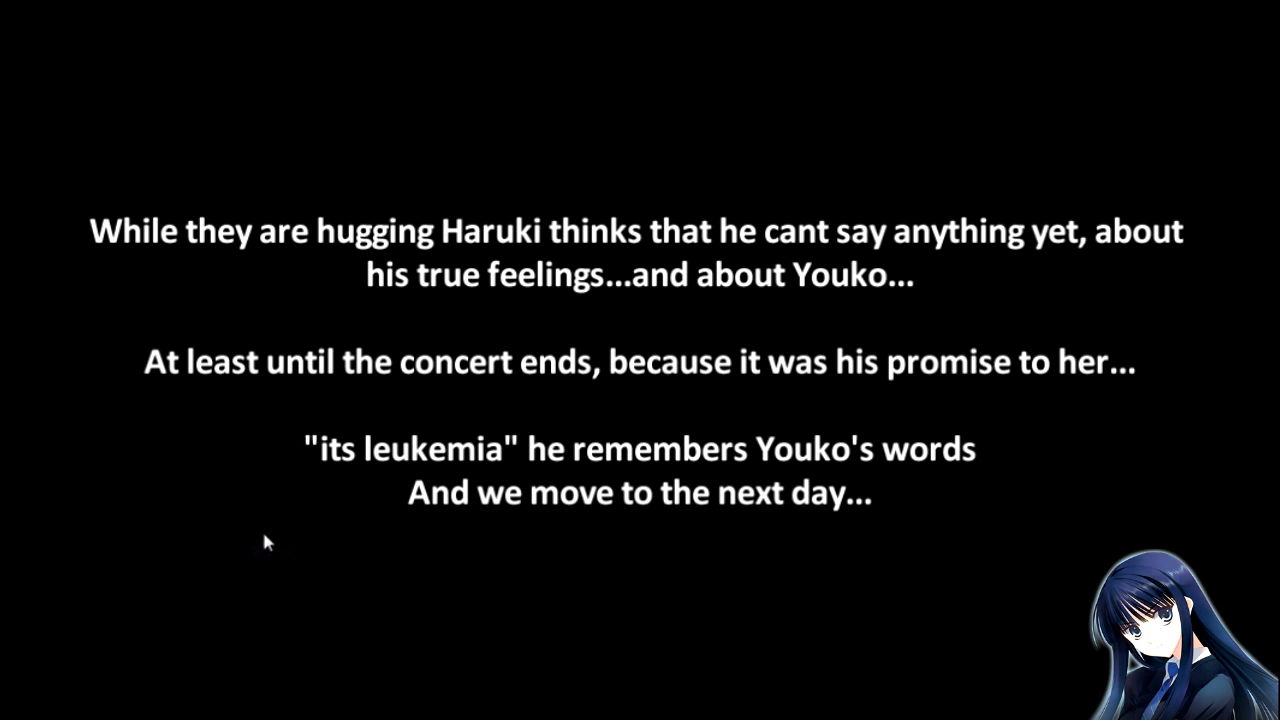 While they are hugging Haruki thinks that he cant say anything yet, about
his true feelings...and about Youko...
At least until the concert ends, because it was his promise to her...
"its leukemia" he remembers Youko's words
And we move to the next day...